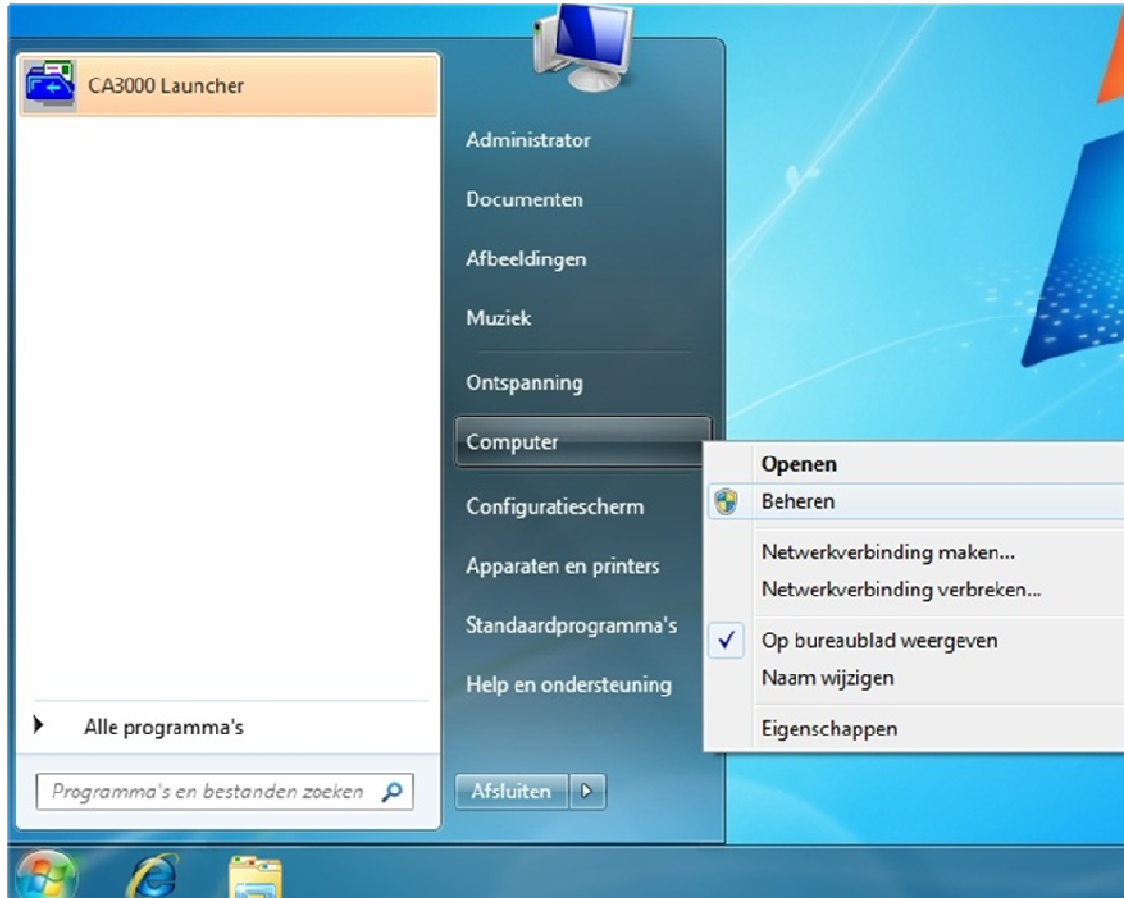 CA3000 Launcher
Alle programma's
Programma's en bestanden zoeken
Administrator
Documenten
Afbeeldingen
Muziek
Ontspanning
Computer
Configuratiescherm
Apparaten en printers
Standaardprogramma's
Help en ondersteuning
Afsluiten
Openen
Beheren
Netwerkverbinding maken...
Netwerkverbinding verbreken...
Op bureaublad weergeven
Naam wijzigen
Eigenschappen